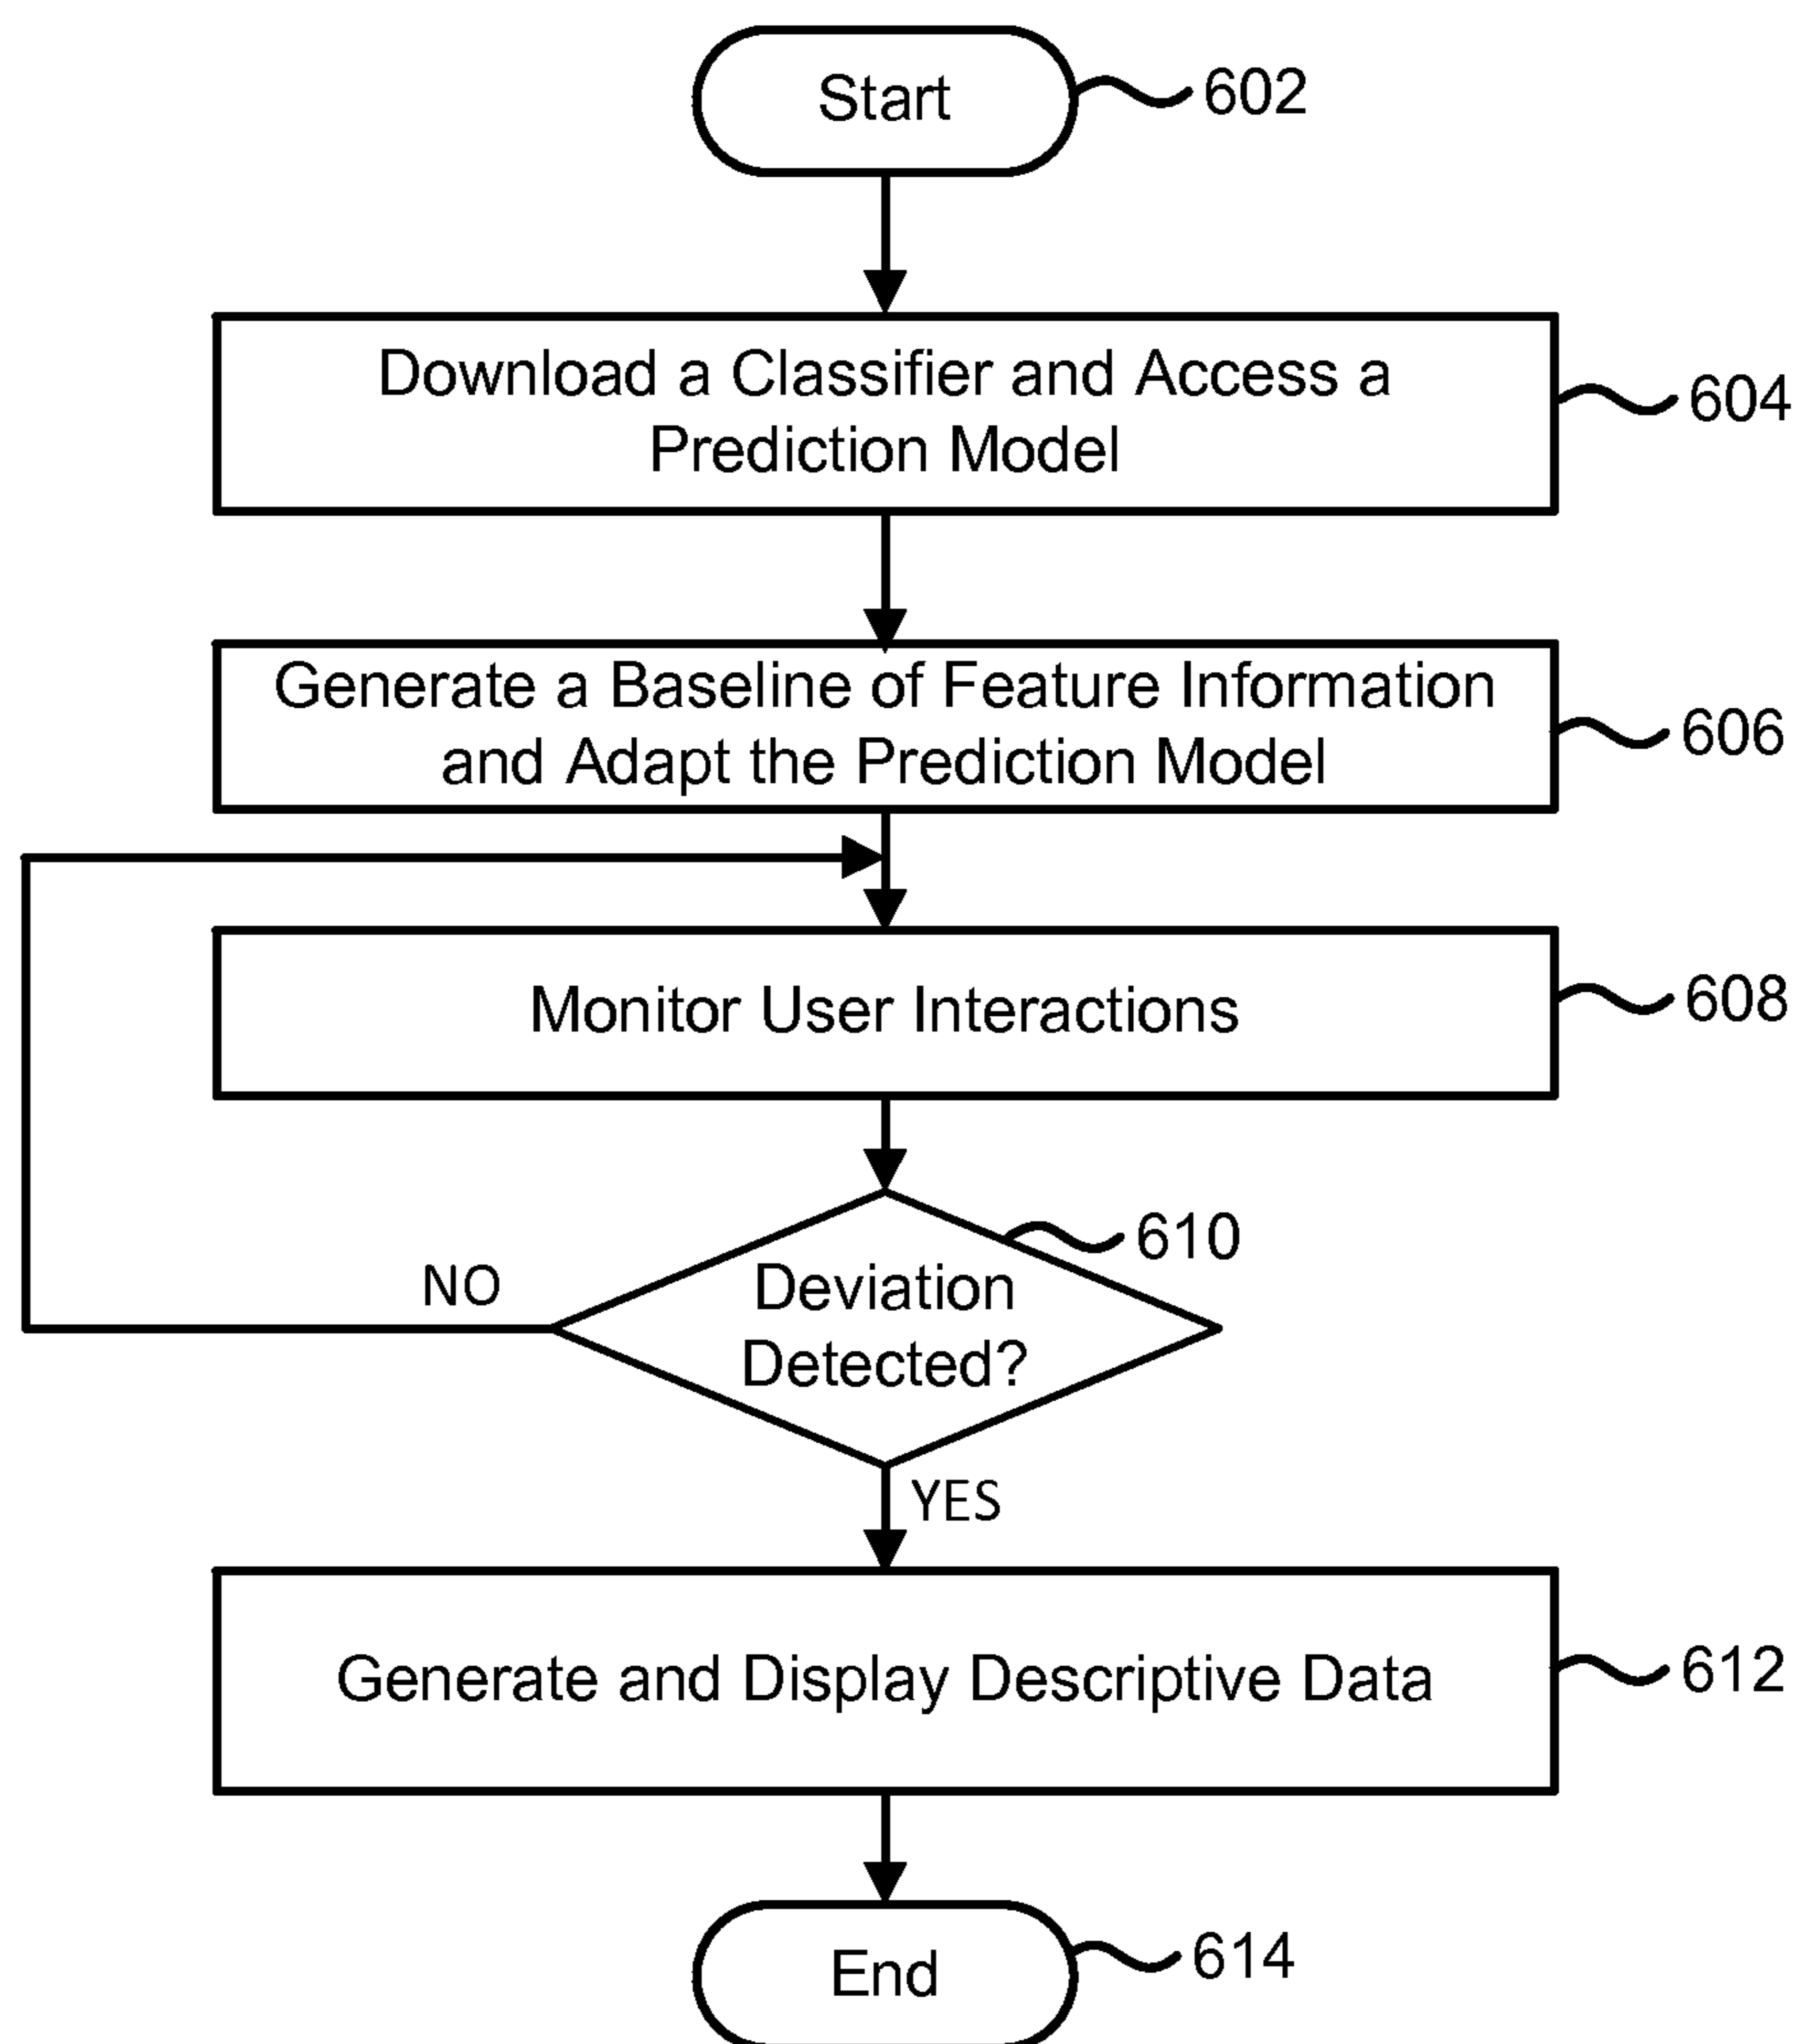 Start
602
Download a Classifier and Access a
Prediction Model
604
Generate a Baseline of Feature Information
and Adapt the Prediction Model
606
Monitor User Interactions
608
610
Deviation
Detected?
NO
YES
Generate and Display Descriptive Data
612
End
614